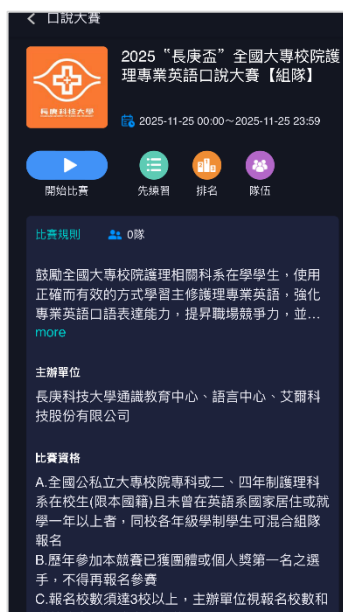 口說大賽
2025“長庚盃”全國大專校院護
理專業英語口說大賽【組隊】
長庚科技大學
2025-11-25 00:00～2025-11-25 23:59
開始比賽 先練習 排名 隊伍
比賽規則 0隊
鼓勵全國大專校院護理相關科系在學學生，使用
正確而有效的方式學習主修護理專業英語，強化
專業英語口語表達能力，提昇職場競爭力，並...
more
主辦單位
長庚科技大學通識教育中心、語言中心、艾爾科
技股份有限公司
比賽資格
A.全國公私立大專校院專科或二、四年制護理科
系在校生(限本國籍)且未曾在英語系國家居住或就
學一年以上者，同校各年級學制學生可混合組隊
報名
B.歷年參加本競賽已獲團體或個人獎第一名之選
手，不得再報名參賽
C.報名校數須達3校以上，主辦單位視報名校數和